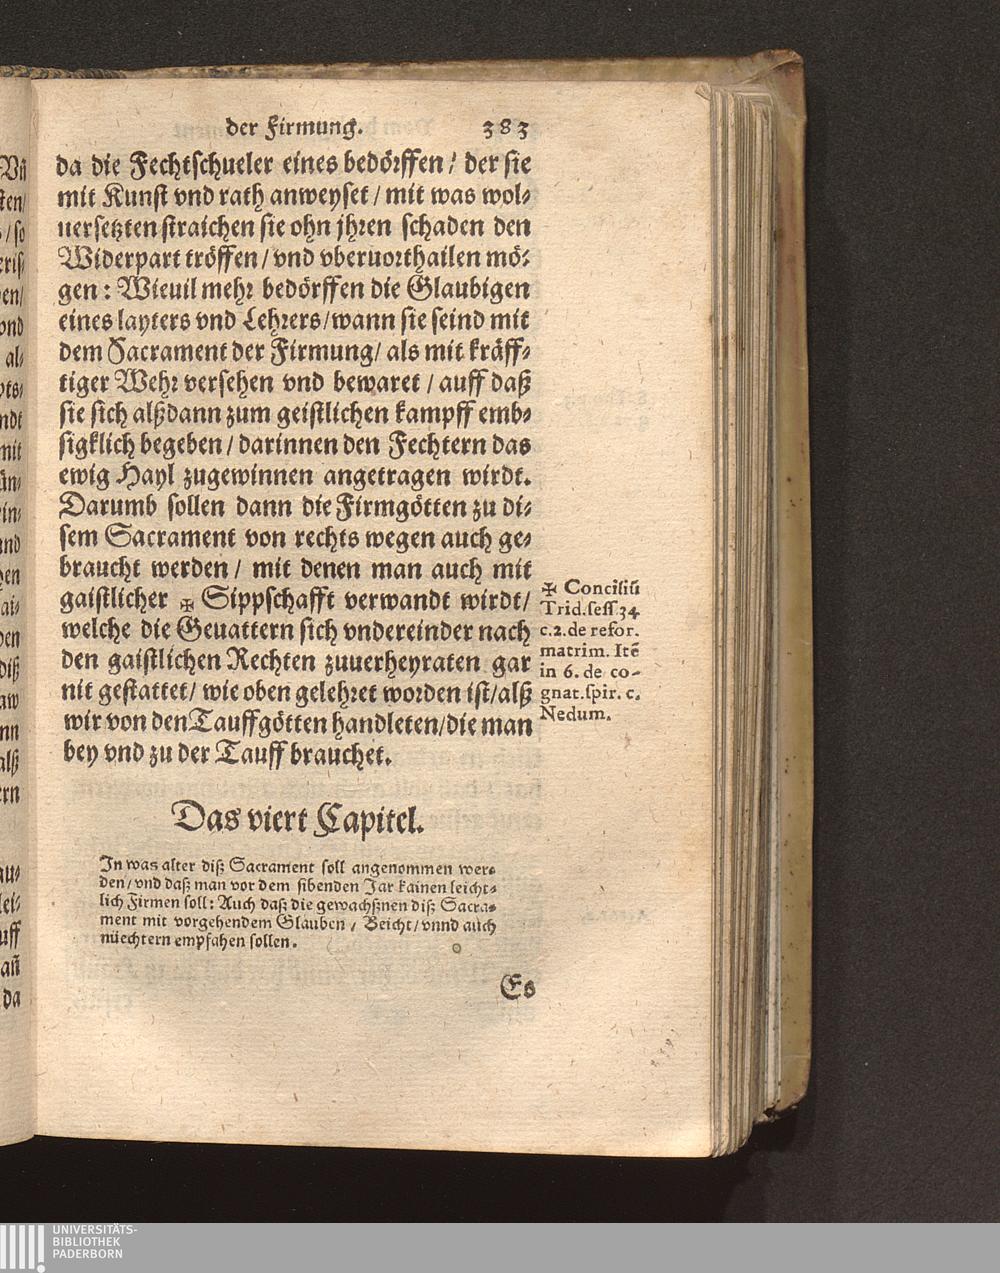 der Firmung. 383
da die Fechtschueler eines bedörffen / der sie
mit Kunst vnd rath anweyset / mit was wol-
uersetzten straichen sie ohn jhren schaden den
Widerpart tröffen / vnd vberuorthailen mö-
gen : Wieuil mehr bedörffen die Glaubigen
eines layters vnd Lehrers / wann sie seind mit
dem Sacrament der Firmung / als mit kräff-
tiger Wehr versehen vnd bewaret / auff daß
sie sich alßdann zum geistlichen kampff emb-
sigklich begeben / darinnen den Fechtern das
ewig Hayl zugewinnen angetragen wirdt.
Darumb sollen dann die Firmgötten zu di-
sem Sacrament von rechts wegen auch ge-
braucht werden / mit denen man auch mit
gaistlicher ✠ Sippschafft verwandt wirdt /
welche die Geuattern sich vndereinder nach
den gaistlichen Rechten zuuerheyraten gar
nit gestattet / wie oben gelehret worden ist / alß
wir von den Tauffgötten handleten / die man
bey vnd zu der Tauff brauchet.
✠ Conciliū
Trid. sess. 34
c. 2. de refor.
matrim. Itē
in 6. de co-
gnat. spir. c.
Nedum.
Das viert Capitel.
In was alter diß Sacrament soll angenommen wer-
den / vnd daß man vor dem sibenden Jar kainen leicht-
lich Firmen soll : Auch daß die gewachßnen diß Sacra-
ment mit vorgehendem Glauben / Beicht / vnnd auch
nüechtern empfahen sollen.
Es
UNIVERSITÄTS-
BIBLIOTHEK
PADERBORN